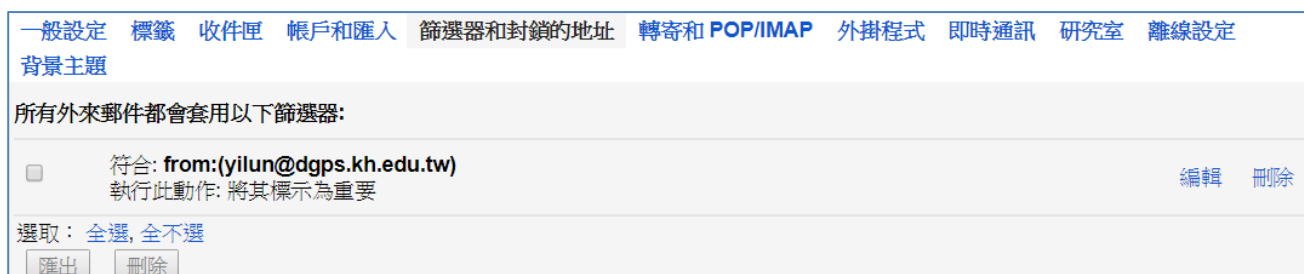 一般設定 標籤 收件匣 帳戶和匯入 篩選器和封鎖的地址 轉寄和 POP/IMAP 外掛程式 即時通訊 研究室 離線設定
背景主題
所有外來郵件都會套用以下篩選器:
符合: from:(yilun@dgps.kh.edu.tw)
執行此動作: 將其標示為重要
編輯 刪除
選取： 全選, 全不選
匯出 刪除